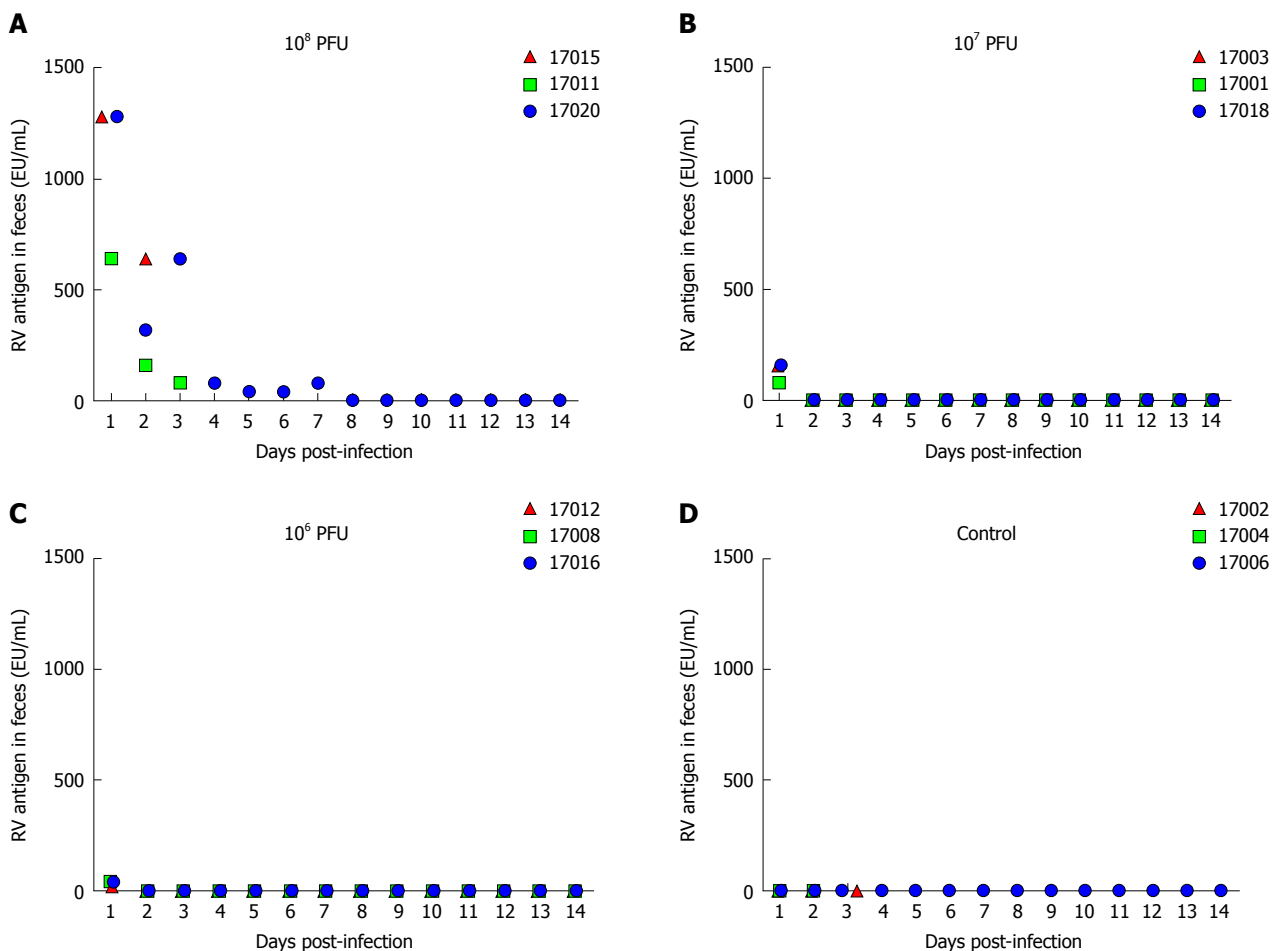 A
10⁸ PFU
17015
17011
17020
RV antigen in feces (EU/mL)
1500
1000
500
0
1 2 3 4 5 6 7 8 9 10 11 12 13 14
Days post-infection
B
10⁷ PFU
17003
17001
17018
RV antigen in feces (EU/mL)
1500
1000
500
0
1 2 3 4 5 6 7 8 9 10 11 12 13 14
Days post-infection
C
10⁶ PFU
17012
17008
17016
RV antigen in feces (EU/mL)
1500
1000
500
0
1 2 3 4 5 6 7 8 9 10 11 12 13 14
Days post-infection
D
Control
17002
17004
17006
RV antigen in feces (EU/mL)
1500
1000
500
0
1 2 3 4 5 6 7 8 9 10 11 12 13 14
Days post-infection